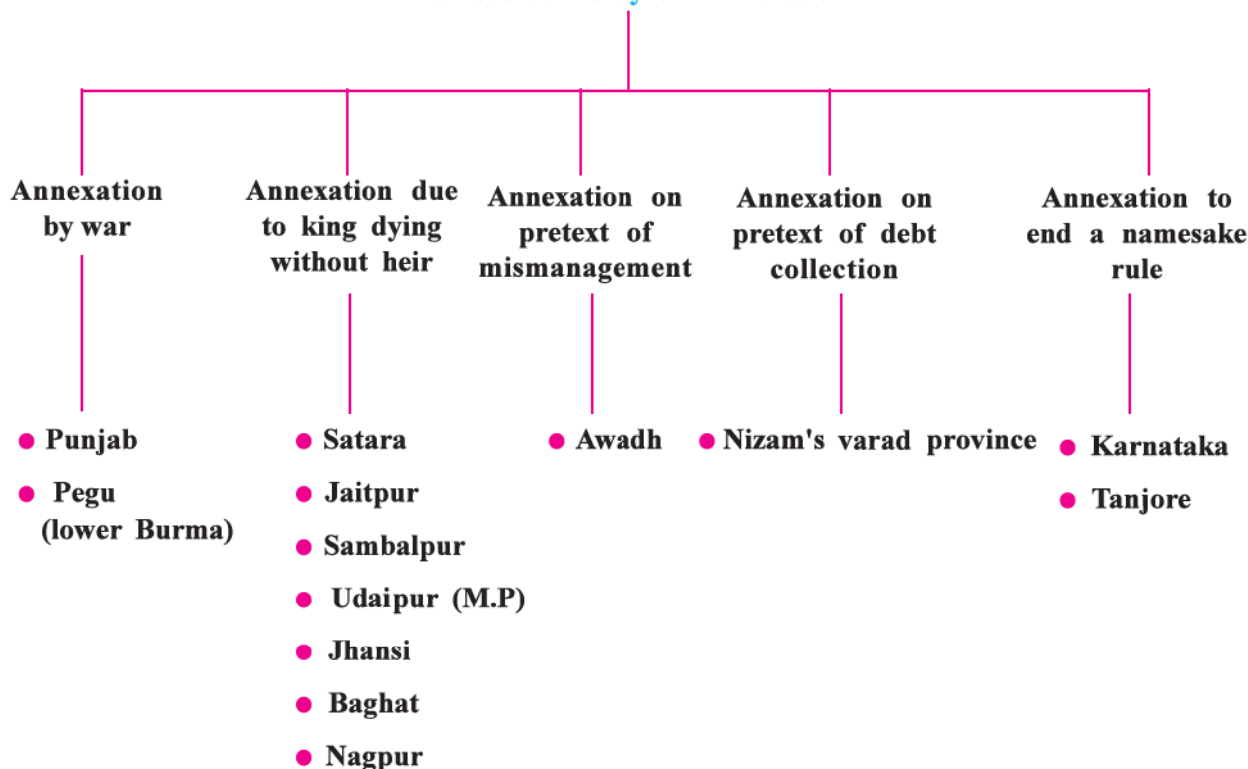 Annexation
by war
Annexation due
to king dying
without heir
Annexation on
pretext of
mismanagement
Annexation on
pretext of debt
collection
Annexation to
end a namesake
rule
Punjab
Pegu
(lower Burma)
Satara
Jaitpur
Sambalpur
Udaipur (M.P)
Jhansi
Baghat
Nagpur
Awadh
Nizam's varad province
Karnataka
Tanjore